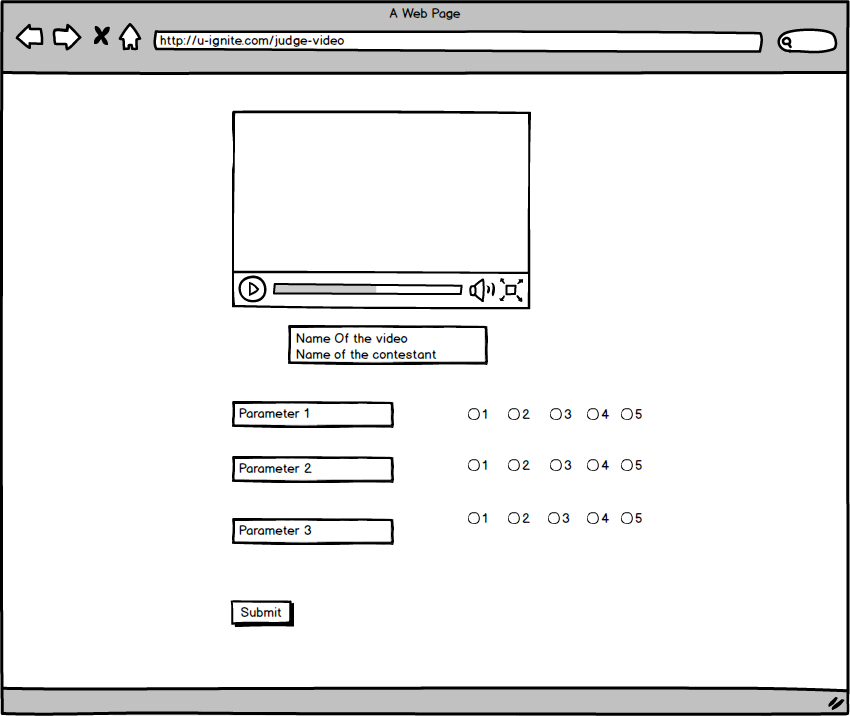 A Web Page
http://u-ignite.com/judge-video
Name Of the video
Name of the contestant
Parameter 1
1 2 3 4 5
Parameter 2
1 2 3 4 5
Parameter 3
1 2 3 4 5
Submit